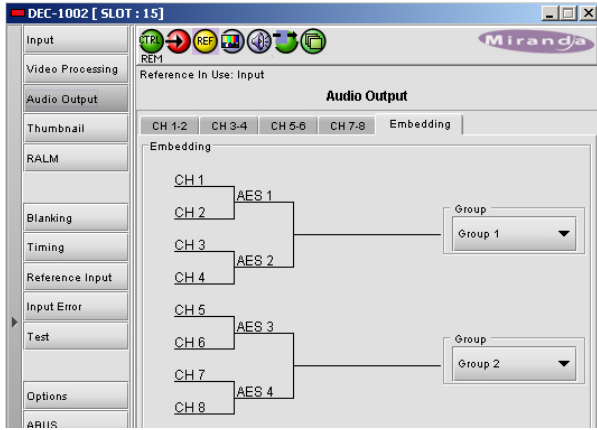 DEC-1002 [ SLOT : 15]
Input
Video Processing
Audio Output
Thumbnail
RALM
Blanking
Timing
Reference Input
Input Error
Test
Options
ABUS
CTRL
REM
REF
Miranda
Reference In Use: Input
Audio Output
CH 1-2 CH 3-4 CH 5-6 CH 7-8 Embedding
Embedding
CH 1
AES 1
CH 2
CH 3
AES 2
CH 4
Group
Group 1
CH 5
AES 3
CH 6
CH 7
AES 4
CH 8
Group
Group 2